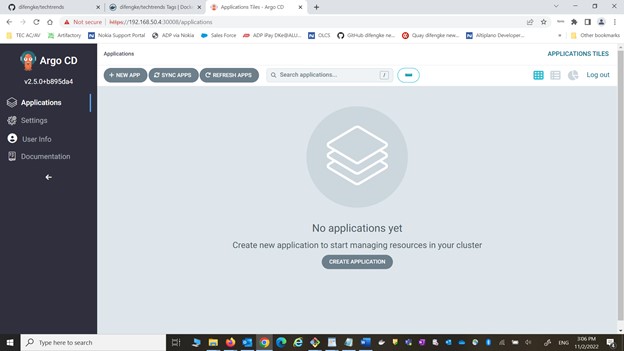 difengke/techtrends
difengke/techtrends Tags | Dock
Applications Tiles - Argo CD
Not secure
https://192.168.50.4:30008/applications
TEC AC/AV
Artifactory
Nokia Support Portal
ADP via Nokia
Sales Force
ADP iPay DKir@ALU...
DLCS
GitHub difengke ne...
Quay difengke new...
Altiplano Developer...
Other bookmarks
Argo CD
v2.5.0+b895da4
Applications
Settings
User Info
Documentation
Applications
APPLICATIONS TILES
NEW APP
SYNC APPS
REFRESH APPS
Search applications...
/
Log out
No applications yet
Create new application to start managing resources in your cluster
CREATE APPLICATION
Type here to search
ENG
3:06 PM
11/2/2022